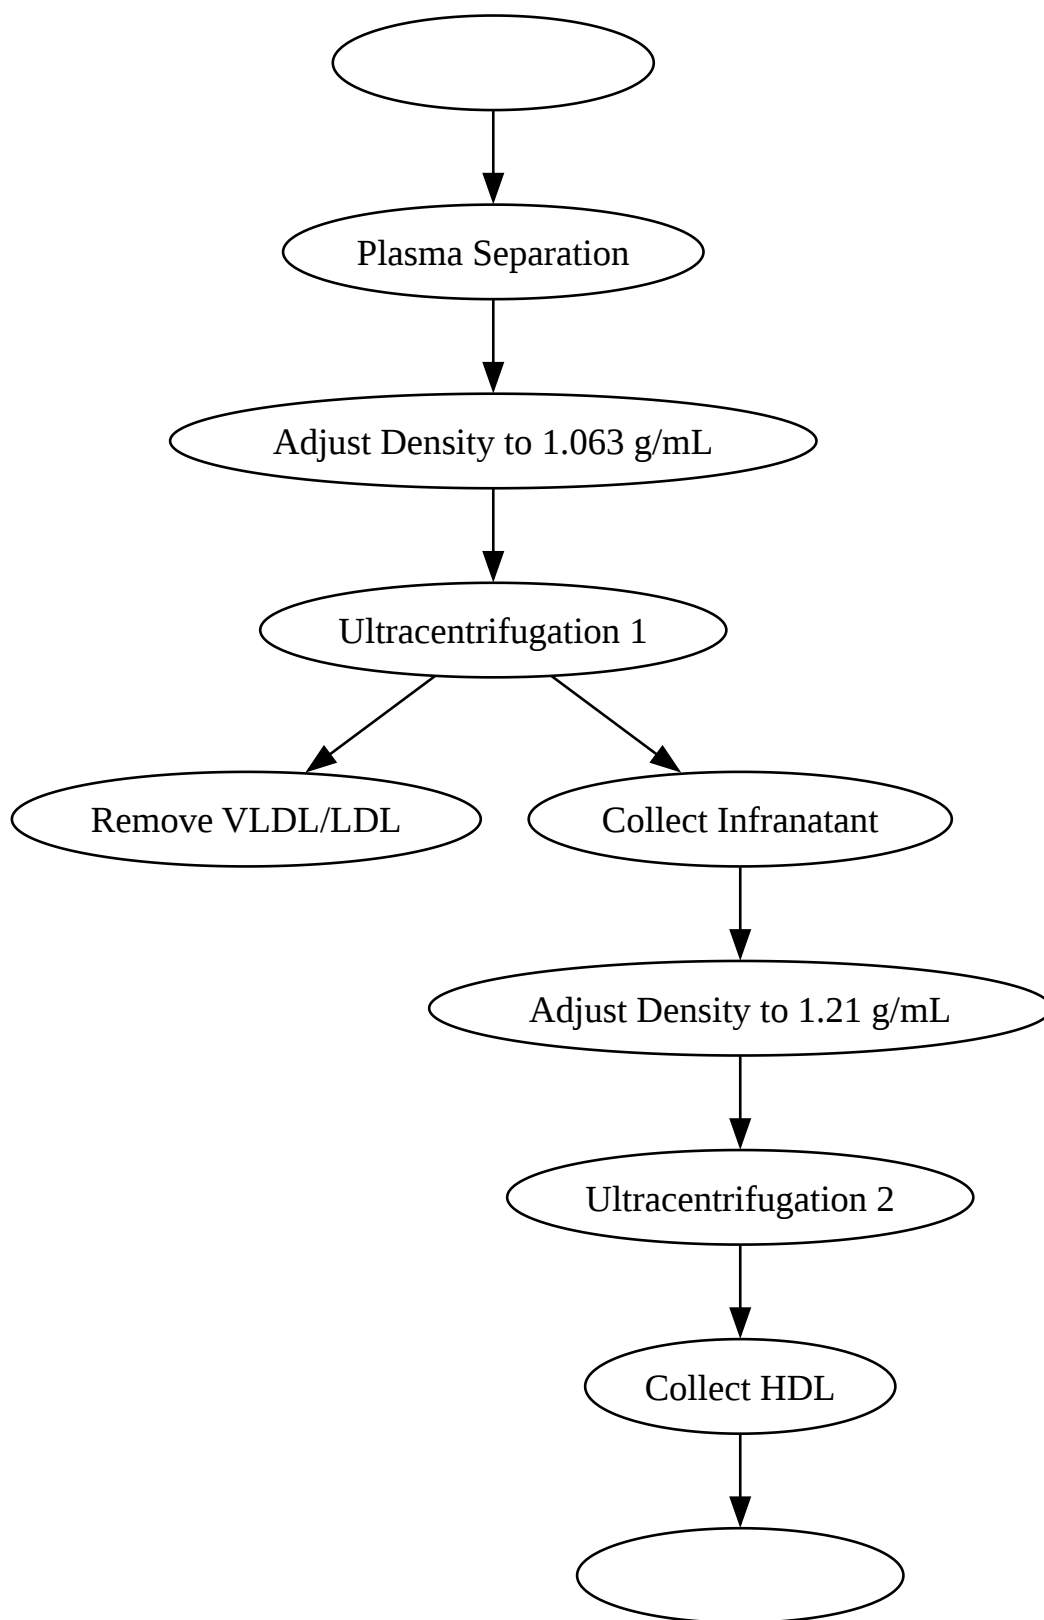 Plasma Separation
Adjust Density to 1.063 g/mL
Ultracentrifugation 1
Remove VLDL/LDL
Collect Infranatant
Adjust Density to 1.21 g/mL
Ultracentrifugation 2
Collect HDL